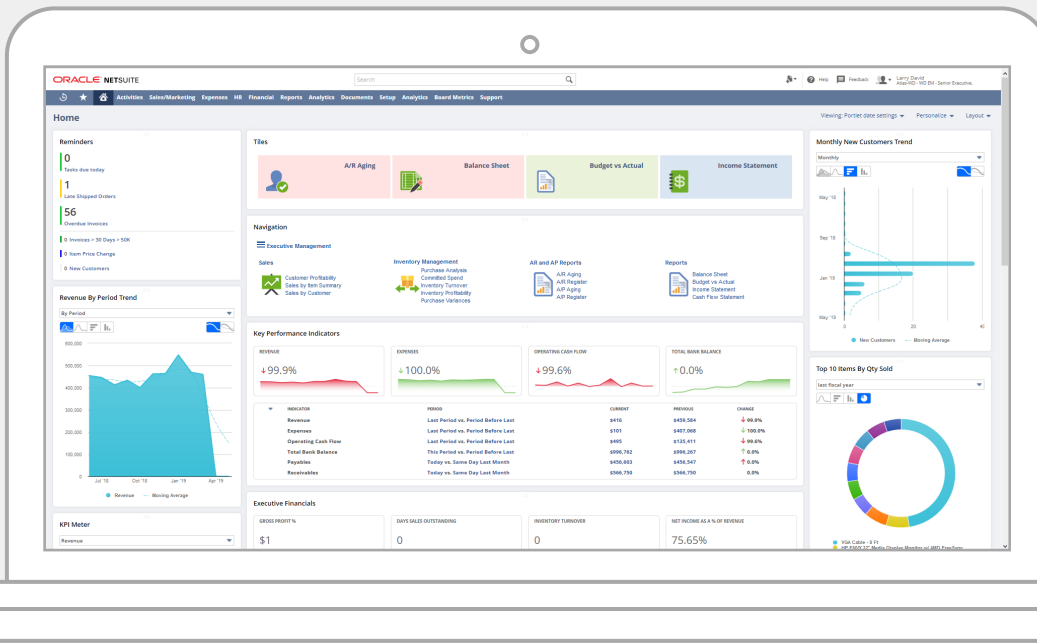 ORACLE NETSUITE
Search
Help
Feedback
Larry David
Atlas-WD - WD EM - Senior Executive.
Activities Sales/Marketing Expenses HR Financial Reports Analytics Documents Setup Analytics Board Metrics Support
Home
Viewing: Portlet date settings
Personalize
Layout
Reminders
0
Tasks due today
1
Late Shipped Orders
56
Overdue Invoices
0 Invoices > 30 Days > 50K
0 Item Price Change
0 New Customers
Revenue By Period Trend
By Period
600,000
500,000
400,000
300,000
200,000
100,000
0
Jul '18 Oct '18 Jan '19 Apr '19
Revenue Moving Average
KPI Meter
Revenue
Tiles
A/R Aging
Balance Sheet
Budget vs Actual
Income Statement
Navigation
Executive Management
Sales
Customer Profitability
Sales by Item Summary
Sales by Customer
Inventory Management
Purchase Analysis
Committed Spend
Inventory Turnover
Inventory Profitability
Purchase Variances
AR and AP Reports
A/R Aging
A/R Register
A/P Aging
A/P Register
Reports
Balance Sheet
Budget vs Actual
Income Statement
Cash Flow Statement
Key Performance Indicators
REVENUE
99.9%
EXPENSES
100.0%
OPERATING CASH FLOW
99.6%
TOTAL BANK BALANCE
0.0%
INDICATOR PERIOD CURRENT PREVIOUS CHANGE
Revenue Last Period vs. Period Before Last $416 $459,584 99.9%
Expenses Last Period vs. Period Before Last $101 $407,068 100.0%
Operating Cash Flow Last Period vs. Period Before Last $495 $135,411 99.6%
Total Bank Balance This Period vs. Period Before Last $996,762 $996,267 0.0%
Payables Today vs. Same Day Last Month $456,603 $456,547 0.0%
Receivables Today vs. Same Day Last Month $566,750 $566,750 0.0%
Executive Financials
GROSS PROFIT %
$1
DAYS SALES OUTSTANDING
0
INVENTORY TURNOVER
0
NET INCOME AS A % OF REVENUE
75.65%
Monthly New Customers Trend
Monthly
May '18
Sep '18
Jan '19
May '19
0 20 40
New Customers Moving Average
Top 10 Items By Qty Sold
last fiscal year
VGA Cable - 9 Ft